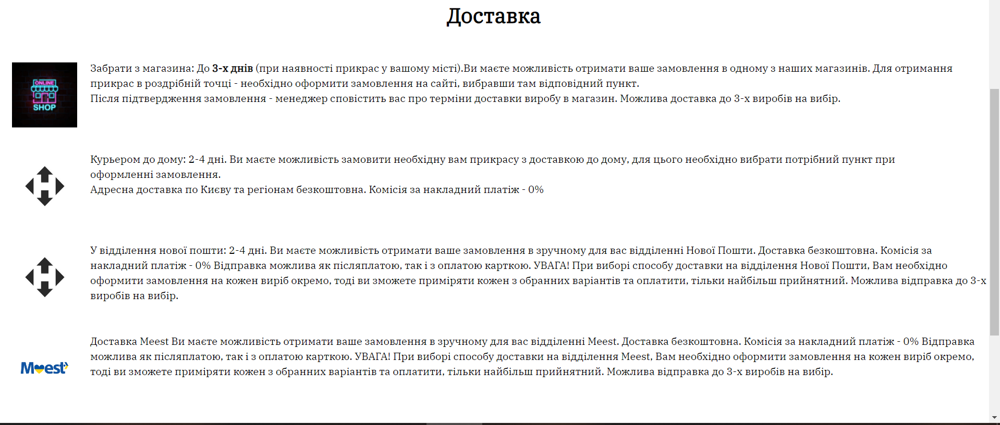 Доставка
ONLINE
SHOP
Забрати з магазина: До 3-х днів (при наявності прикрас у вашому місті).Ви маєте можливість отримати ваше замовлення в одному з наших магазинів. Для отримання
прикрас в роздрібній точці - необхідно оформити замовлення на сайті, вибравши там відповідний пункт.
Після підтвердження замовлення - менеджер сповістить вас про терміни доставки виробу в магазин. Можлива доставка до 3-х виробів на вибір.
Курьером до дому: 2-4 дні. Ви маєте можливість замовити необхідну вам прикрасу з доставкою до дому, для цього необхідно вибрати потрібний пункт при
оформленні замовлення.
Адресна доставка по Києву та регіонам безкоштовна. Комісія за накладний платіж - 0%
У відділення нової пошти: 2-4 дні. Ви маєте можливість отримати ваше замовлення в зручному для вас відділенні Нової Пошти. Доставка безкоштовна. Комісія за
накладний платіж - 0% Відправка можлива як післяплатою, так і з оплатою карткою. УВАГА! При виборі способу доставки на відділення Нової Пошти, Вам необхідно
оформити замовлення на кожен виріб окремо, тоді ви зможете приміряти кожен з обранних варіантів та оплатити, тільки найбільш прийнятний. Можлива відправка до 3-х
виробів на вибір.
Meest
Доставка Meest Ви маєте можливість отримати ваше замовлення в зручному для вас відділенні Meest. Доставка безкоштовна. Комісія за накладний платіж - 0% Відправка
можлива як післяплатою, так і з оплатою карткою. УВАГА! При виборі способу доставки на відділення Meest, Вам необхідно оформити замовлення на кожен виріб окремо,
тоді ви зможете приміряти кожен з обранних варіантів та оплатити, тільки найбільш прийнятний. Можлива відправка до 3-х виробів на вибір.